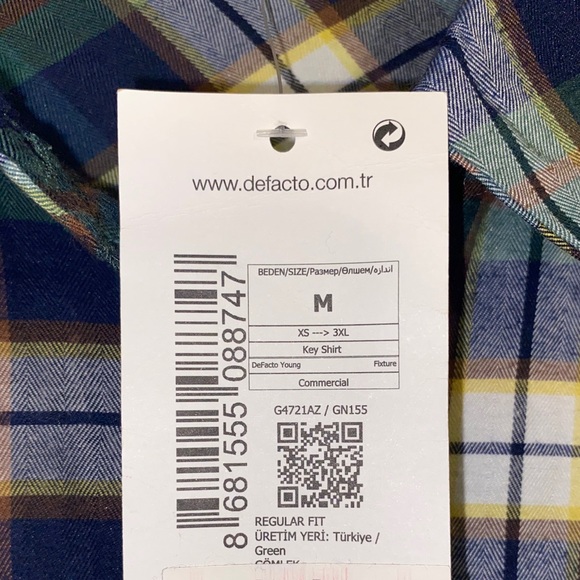 www.defacto.com.tr
BEDEN/SIZE/Размер/Өлшем/اندازه
M
XS ---> 3XL
Key Shirt
DeFacto Young Fixture
Commercial
G4721AZ / GN155
8 681555 088747
REGULAR FIT
ÜRETİM YERİ: Türkiye /
Green
GÖMLEK